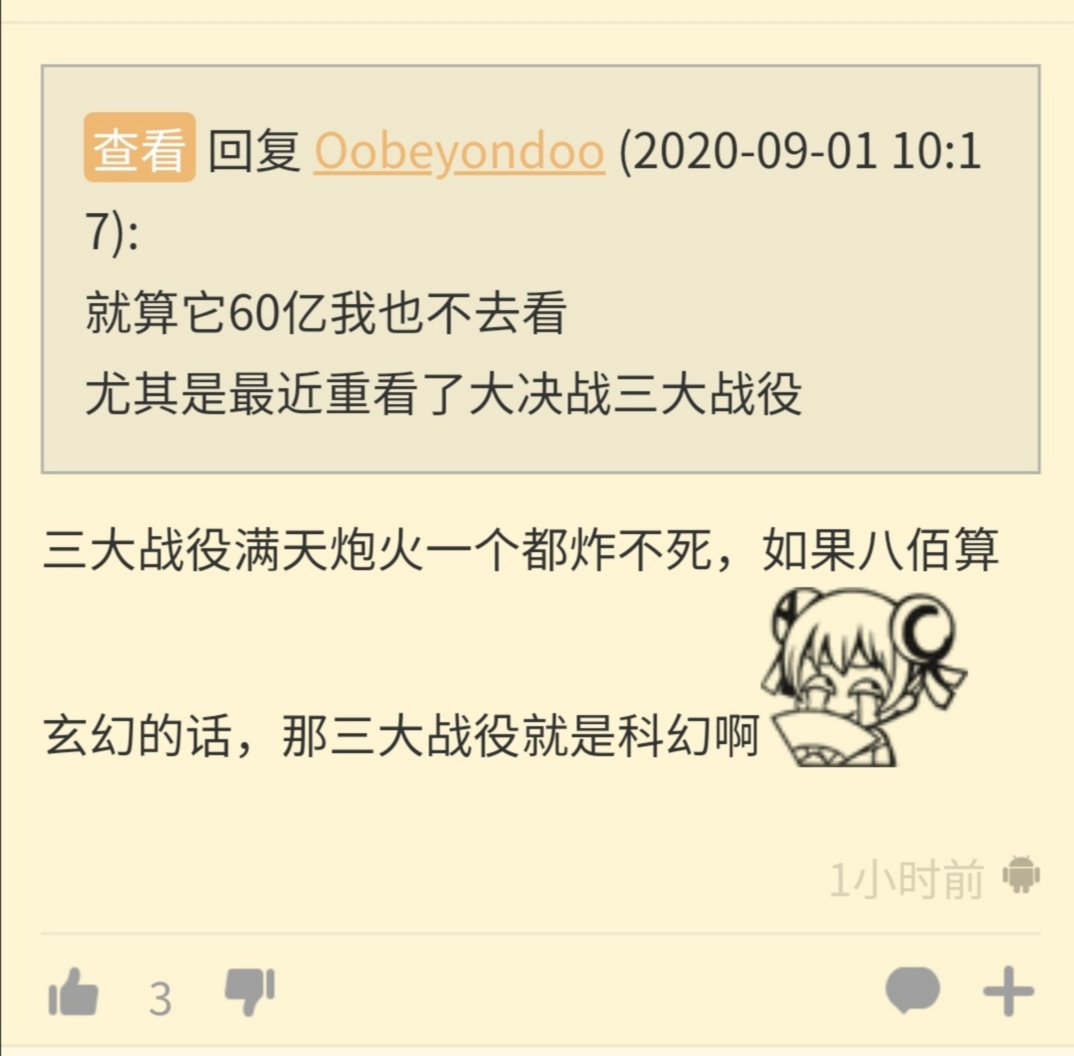 查看 回复 Oobeyondoo (2020-09-01 10:1
7):
就算它60亿我也不去看
尤其是最近重看了大决战三大战役
三大战役满天炮火一个都炸不死，如果八佰算
玄幻的话，那三大战役就是科幻啊
1小时前
3